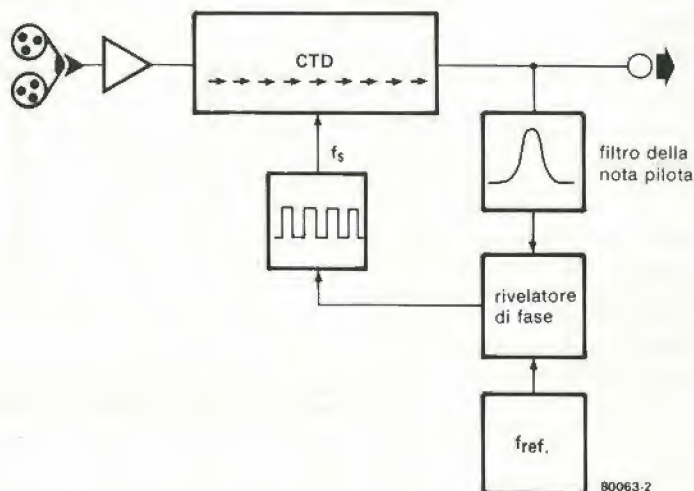 CTD
fs
filtro della
nota pilota
rivelatore
di fase
fref.
80063-2